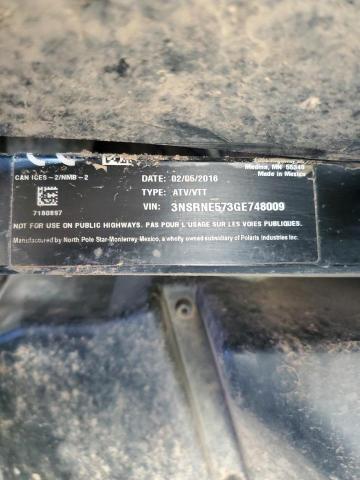 Medina, MN 55340
Made in Mexico
CAN ICES-2/NMB-2
DATE: 02/05/2016
TYPE: ATV/VTT
VIN: 3NSRNE573GE748009
7180897
NOT FOR USE ON PUBLIC HIGHWAYS. PAS POUR USAGE SUR LES VOIES PUBLIQUES.
Manufactured by North Pole Star-Monterrey-Mexico, a wholly owned subsidiary of Polaris Industries Inc.